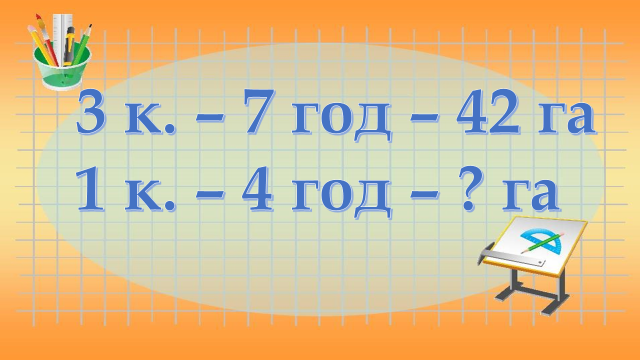 3 к. – 7 год – 42 га
1 к. – 4 год – ? га